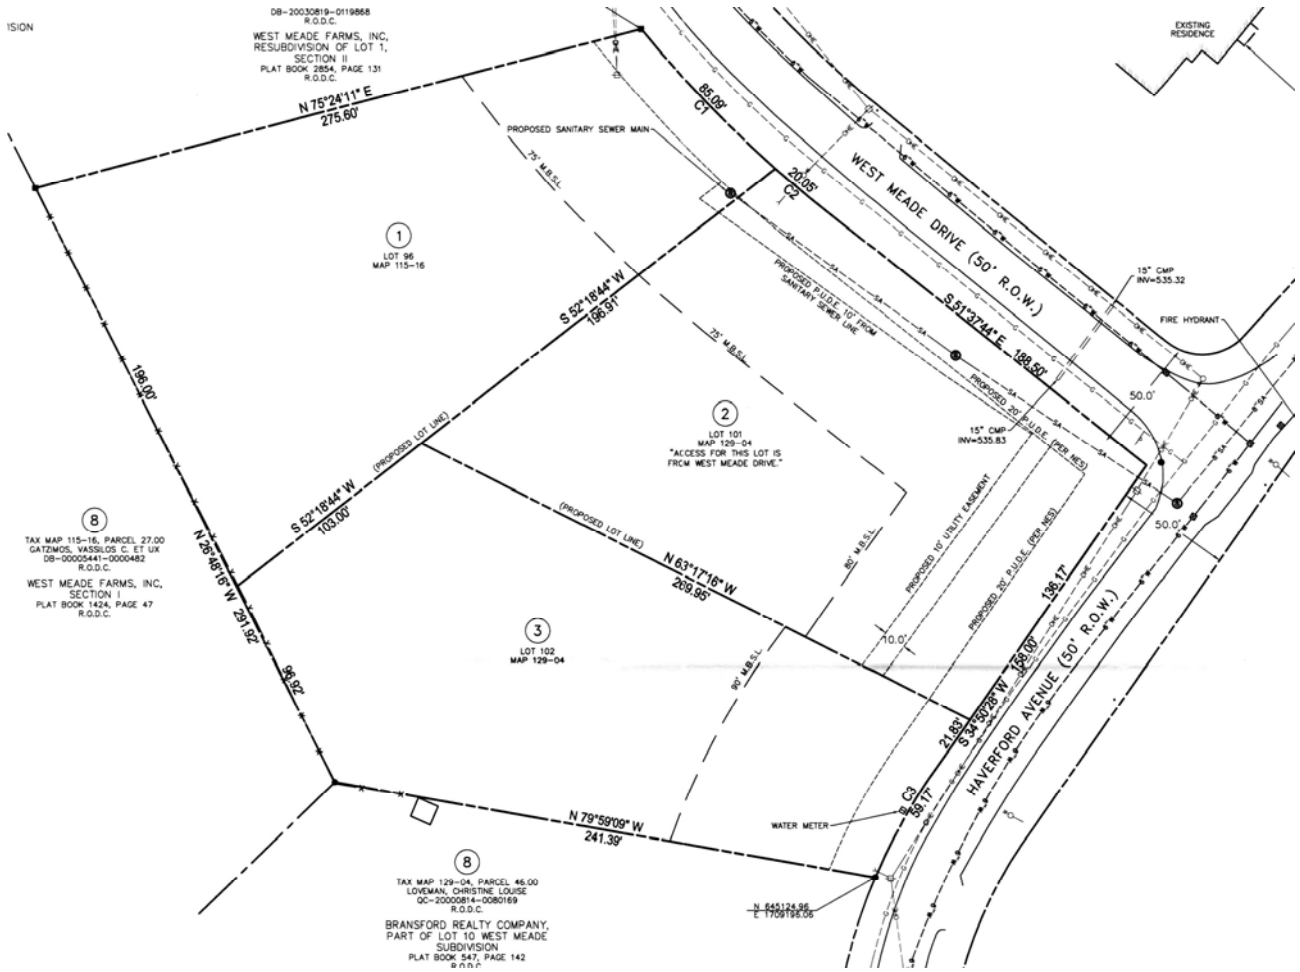 ISION
DB-20030819-0119868
R.O.D.C.
WEST MEADE FARMS, INC,
RESUBDIVISION OF LOT 1,
SECTION II
PLAT BOOK 2854, PAGE 131
R.O.D.C.
EXISTING
RESIDENCE
N 75°24'11" E
275.60'
85.09'
C1
PROPOSED SANITARY SEWER MAIN
75' M.B.S.L.
20.05'
C2
WEST MEADE DRIVE (50' R.O.W.)
1
LOT 96
MAP 115-16
S 52°18'44" W
196.91'
PROPOSED P.U.D.E. 10' FROM
SANITARY SEWER LINE
S 51°37'44" E 188.50'
15" CMP
INV=535.32
FIRE HYDRANT
75' M.B.S.L.
196.00'
50.0'
2
LOT 101
MAP 129-04
"ACCESS FOR THIS LOT IS
FROM WEST MEADE DRIVE."
PROPOSED 20' P.U.D.E. (PER NES)
15" CMP
INV=535.83
(PROPOSED LOT LINE)
S 52°18'44" W
103.00'
(PROPOSED LOT LINE)
80' M.B.S.L.
PROPOSED 10' UTILITY EASEMENT
PROPOSED 20' P.U.D.E. (PER NES)
50.0'
8
TAX MAP 115-16, PARCEL 27.00
GATZIMOS, VASSILOS C. ET UX
DB-00005441-0000482
R.O.D.C.
WEST MEADE FARMS, INC,
SECTION I
PLAT BOOK 1424, PAGE 47
R.O.D.C.
N 26°48'16" W 291.92'
N 63°17'16" W
269.95'
136.17'
10.0'
3
LOT 102
MAP 129-04
90' M.B.S.L.
96.92'
S 34°50'28" W 158.00'
21.83'
HAVERFORD AVENUE (50' R.O.W.)
C3
59.17'
WATER METER
N 79°59'09" W
241.39'
8
TAX MAP 129-04, PARCEL 46.00
LOVEMAN, CHRISTINE LOUISE
QC-20000814-0080169
R.O.D.C.
BRANSFORD REALTY COMPANY,
PART OF LOT 10 WEST MEADE
SUBDIVISION
PLAT BOOK 547, PAGE 142
R.O.D.C.
N 645124.96
E 1709196.06